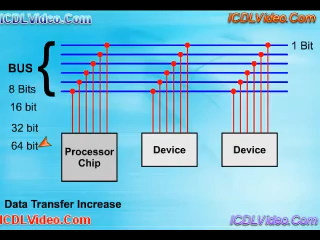 ICDLVideo.Com ICDLVideo.Com
1 Bit
BUS
8 Bits
16 bit
32 bit
64 bit
Processor Chip
Device
Device
Data Transfer Increase
ICDLVideo.Com ICDLVideo.Com